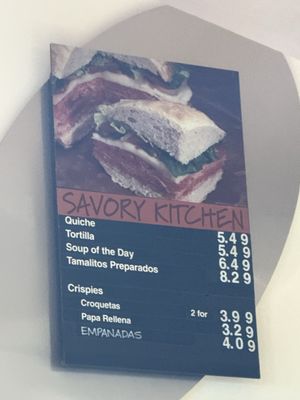 SAVORY KITCHEN
Quiche 5.49
Tortilla 5.49
Soup of the Day 6.49
Tamalitos Preparados 8.29
Crispies
Croquetas 2 for 3.99
Papa Rellena 3.29
EMPANADAS 4.09